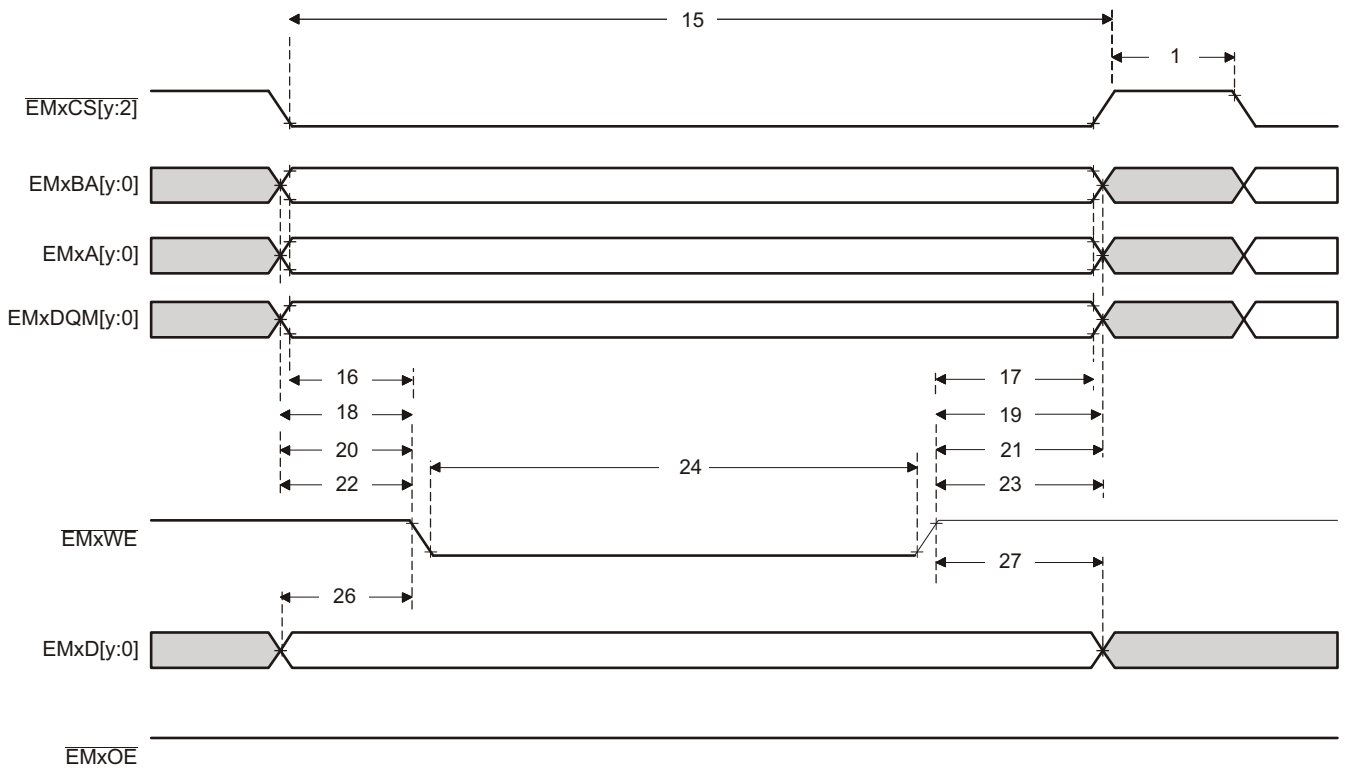 15
1
EMxCS[y:2]
EMxBA[y:0]
EMxA[y:0]
EMxDQM[y:0]
16
17
18
19
20
21
24
22
23
EMxWE
27
26
EMxD[y:0]
EMxOE